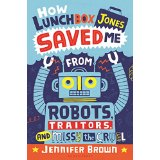 HOW
LUNCHBOX JONES
SAVED ME
FROM
ROBOTS
TRAITORS,
AND MISSY THE CRUEL
JENNIFER BROWN